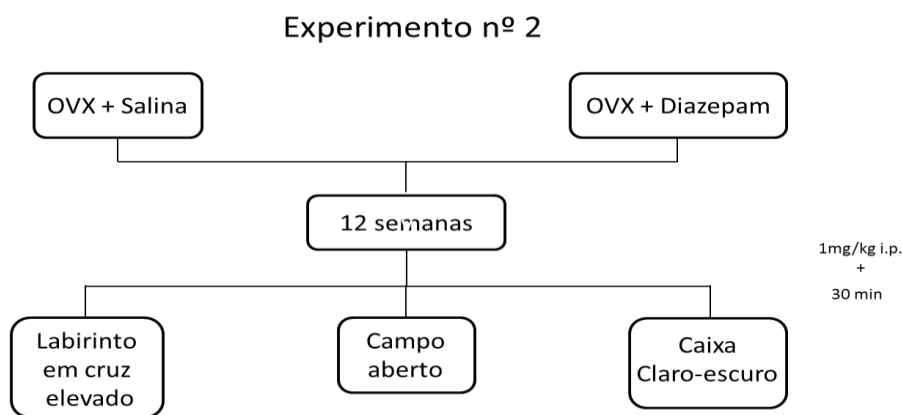 Experimento nº 2
OVX + Salina
OVX + Diazepam
12 semanas
1mg/kg i.p.
+
30 min
Labirinto
em cruz
elevado
Campo
aberto
Caixa
Claro-escuro